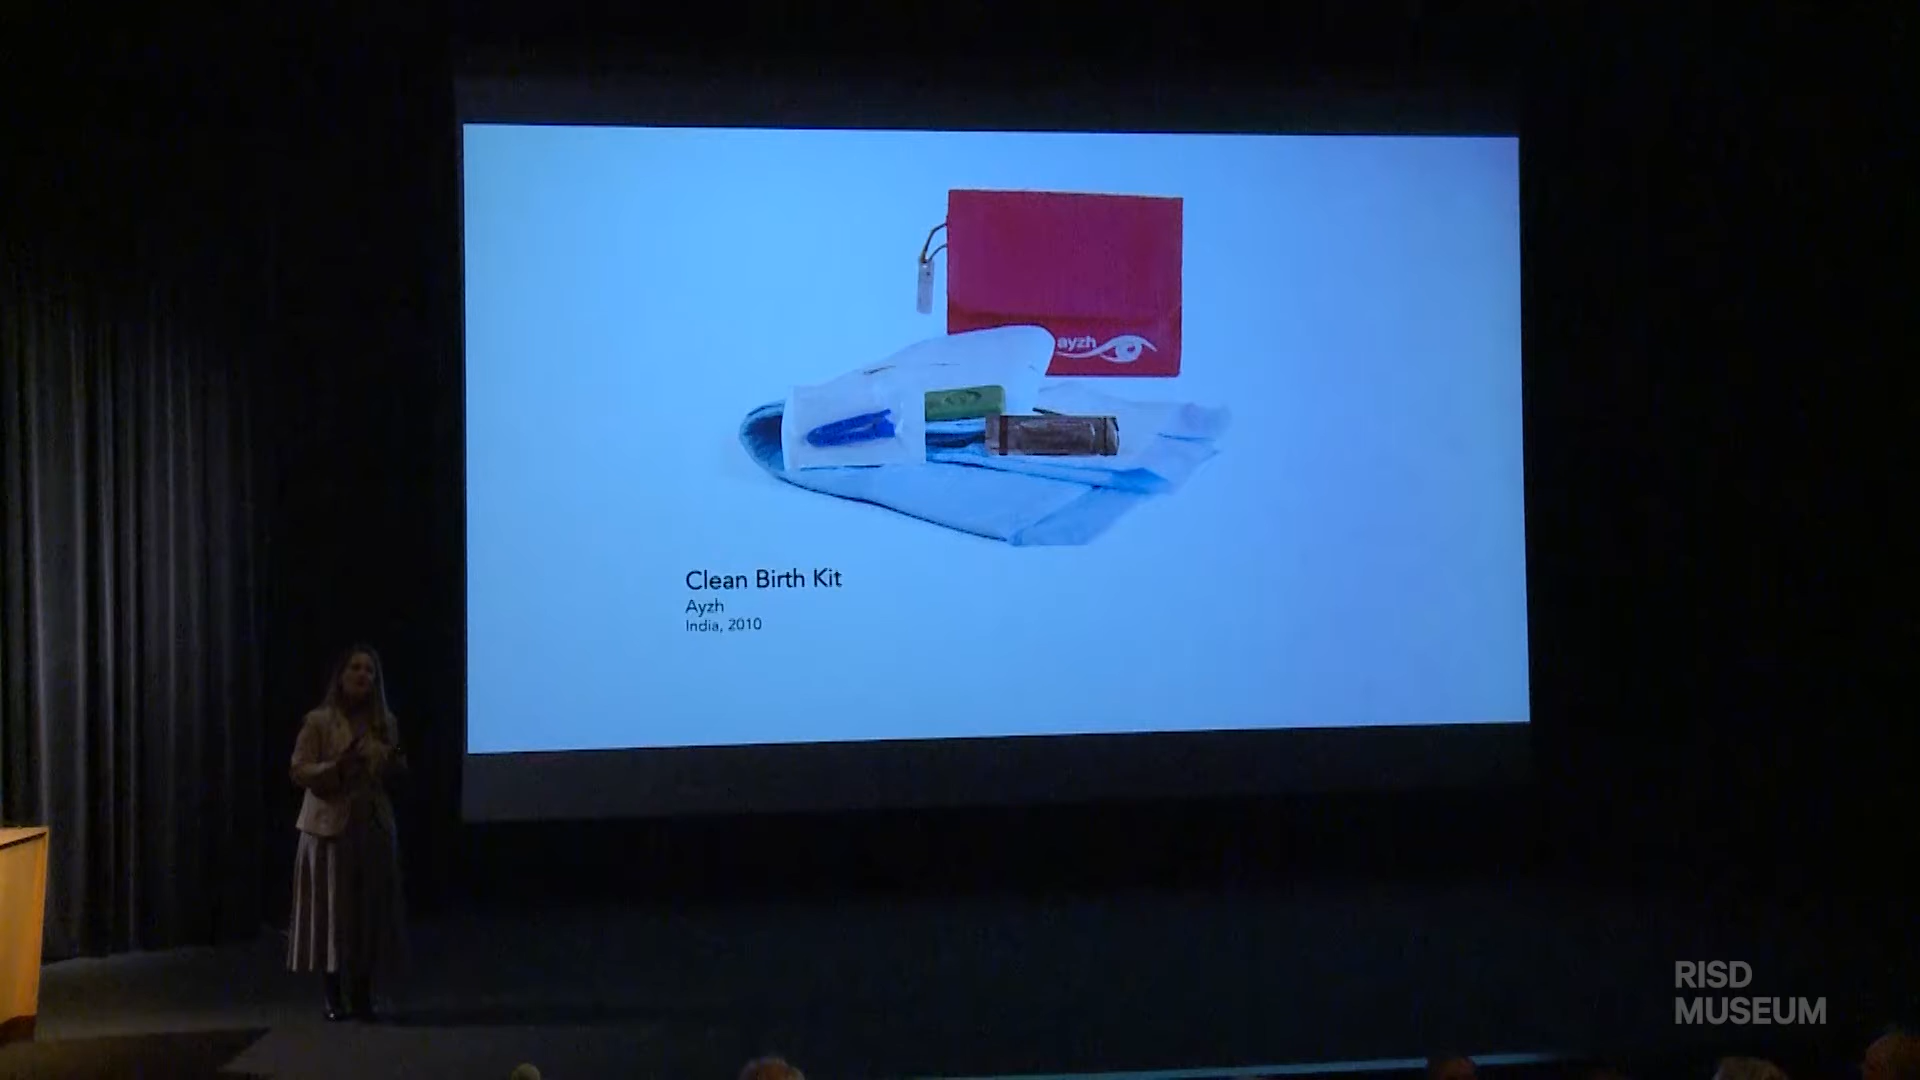 ayzh
Clean Birth Kit
Ayzh
India, 2010
RISD
MUSEUM